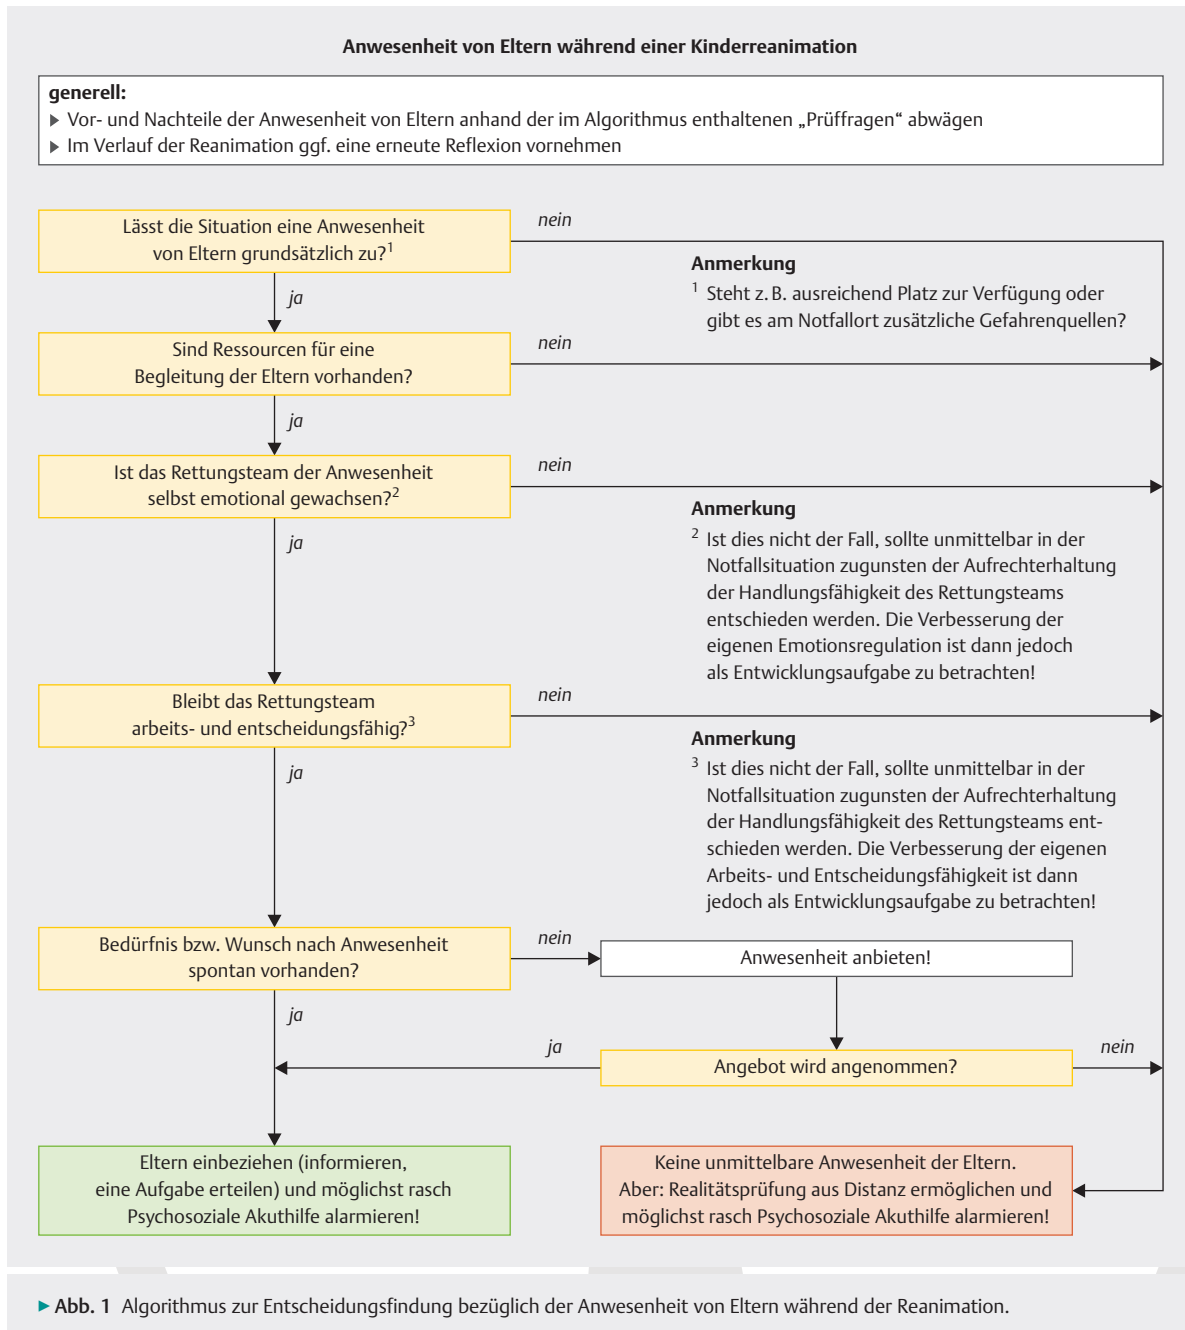 Anwesenheit von Eltern während einer Kinderreanimation
generell:
▶ Vor- und Nachteile der Anwesenheit von Eltern anhand der im Algorithmus enthaltenen „Prüffragen“ abwägen
▶ Im Verlauf der Reanimation ggf. eine erneute Reflexion vornehmen
Lässt die Situation eine Anwesenheit
von Eltern grundsätzlich zu?¹
nein
ja
Anmerkung
¹ Steht z. B. ausreichend Platz zur Verfügung oder
gibt es am Notfallort zusätzliche Gefahrenquellen?
Sind Ressourcen für eine
Begleitung der Eltern vorhanden?
nein
ja
Ist das Rettungsteam der Anwesenheit
selbst emotional gewachsen?²
nein
ja
Anmerkung
² Ist dies nicht der Fall, sollte unmittelbar in der
Notfallsituation zugunsten der Aufrechterhaltung
der Handlungsfähigkeit des Rettungsteams
entschieden werden. Die Verbesserung der
eigenen Emotionsregulation ist dann jedoch
als Entwicklungsaufgabe zu betrachten!
Bleibt das Rettungsteam
arbeits- und entscheidungsfähig?³
nein
ja
Anmerkung
³ Ist dies nicht der Fall, sollte unmittelbar in der
Notfallsituation zugunsten der Aufrechterhaltung
der Handlungsfähigkeit des Rettungsteams ent-
schieden werden. Die Verbesserung der eigenen
Arbeits- und Entscheidungsfähigkeit ist dann
jedoch als Entwicklungsaufgabe zu betrachten!
Bedürfnis bzw. Wunsch nach Anwesenheit
spontan vorhanden?
nein
Anwesenheit anbieten!
ja
ja
Angebot wird angenommen?
nein
Eltern einbeziehen (informieren,
eine Aufgabe erteilen) und möglichst rasch
Psychosoziale Akuthilfe alarmieren!
Keine unmittelbare Anwesenheit der Eltern.
Aber: Realitätsprüfung aus Distanz ermöglichen und
möglichst rasch Psychosoziale Akuthilfe alarmieren!
▶ Abb. 1 Algorithmus zur Entscheidungsfindung bezüglich der Anwesenheit von Eltern während der Reanimation.